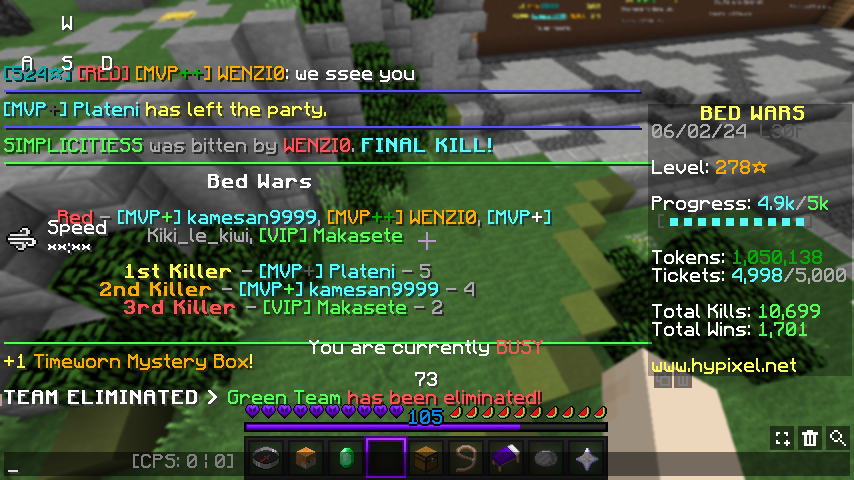 W
A S D
[524☆] [RED] [MVP++] WENZI0: we ssee you
[MVP+] Plateni has left the party.
SIMPLICITIESS was bitten by WENZI0. FINAL KILL!
Bed Wars
Red - [MVP+] kamesan9999, [MVP++] WENZI0, [MVP+]
Kiki_le_kiwi, [VIP] Makasete
Speed
**:**
1st Killer - [MVP+] Plateni - 5
2nd Killer - [MVP+] kamesan9999 - 4
3rd Killer - [VIP] Makasete - 2
You are currently BUSY
+1 Timeworn Mystery Box!
73
TEAM ELIMINATED > Green Team has been eliminated!
105
[CPS: 0 | 0]
_
BED WARS
06/02/24
Level: 278☆
Progress: 4.9k/5k
[■■■■■■■■■■]
Tokens: 1,050,138
Tickets: 4,998/5,000
Total Kills: 10,699
Total Wins: 1,701
www.hypixel.net